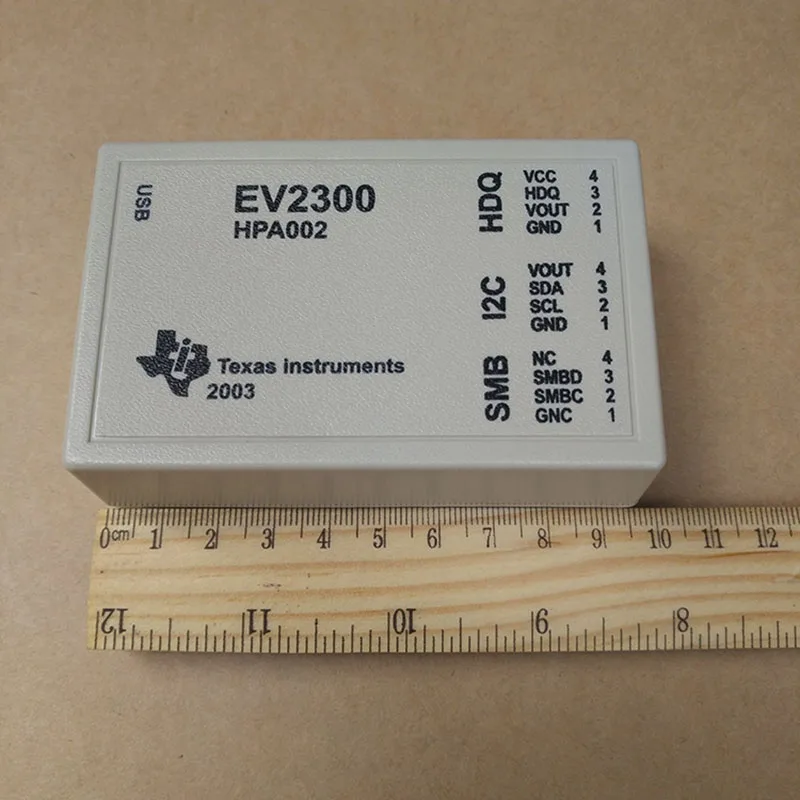 USB
EV2300
HPA002
Texas Instruments
2003
HDQ
VCC 4
HDQ 3
VOUT 2
GND 1
I2C
VOUT 4
SDA 3
SCL 2
GND 1
SMB
NC 4
SMBD 3
SMBC 2
GNC 1
0cm 1 2 3 4 5 6 7 8 9 10 11 12
12 11 10 9 8